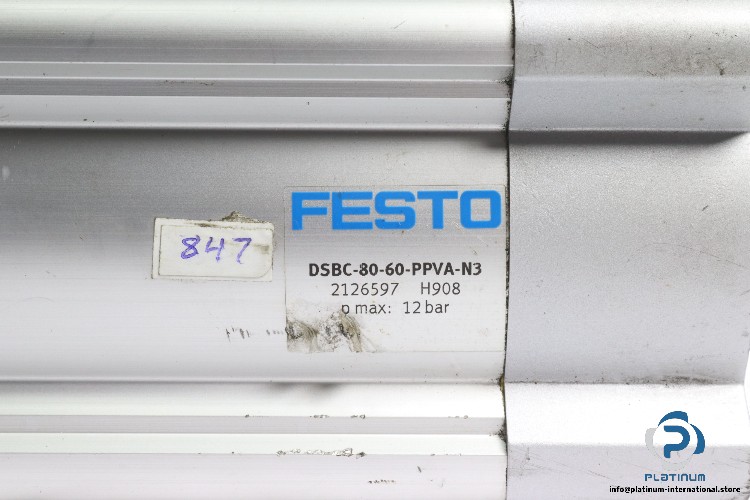 FESTO
847
DSBC-80-60-PPVA-N3
2126597 H908
p max: 12 bar
PLATINUM
info@platinum-international.store